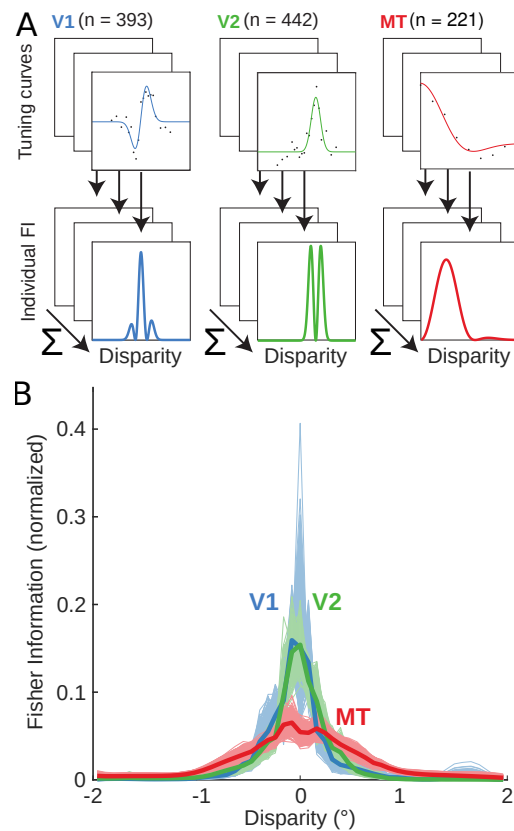 A
V1 (n = 393)
V2 (n = 442)
MT (n = 221)
Tuning curves
Individual FI
Σ Disparity
Σ Disparity
Σ Disparity
B
Fisher Information (normalized)
0.4
0.3
0.2
0.1
0
V1
V2
MT
-2
-1
0
1
2
Disparity (°)